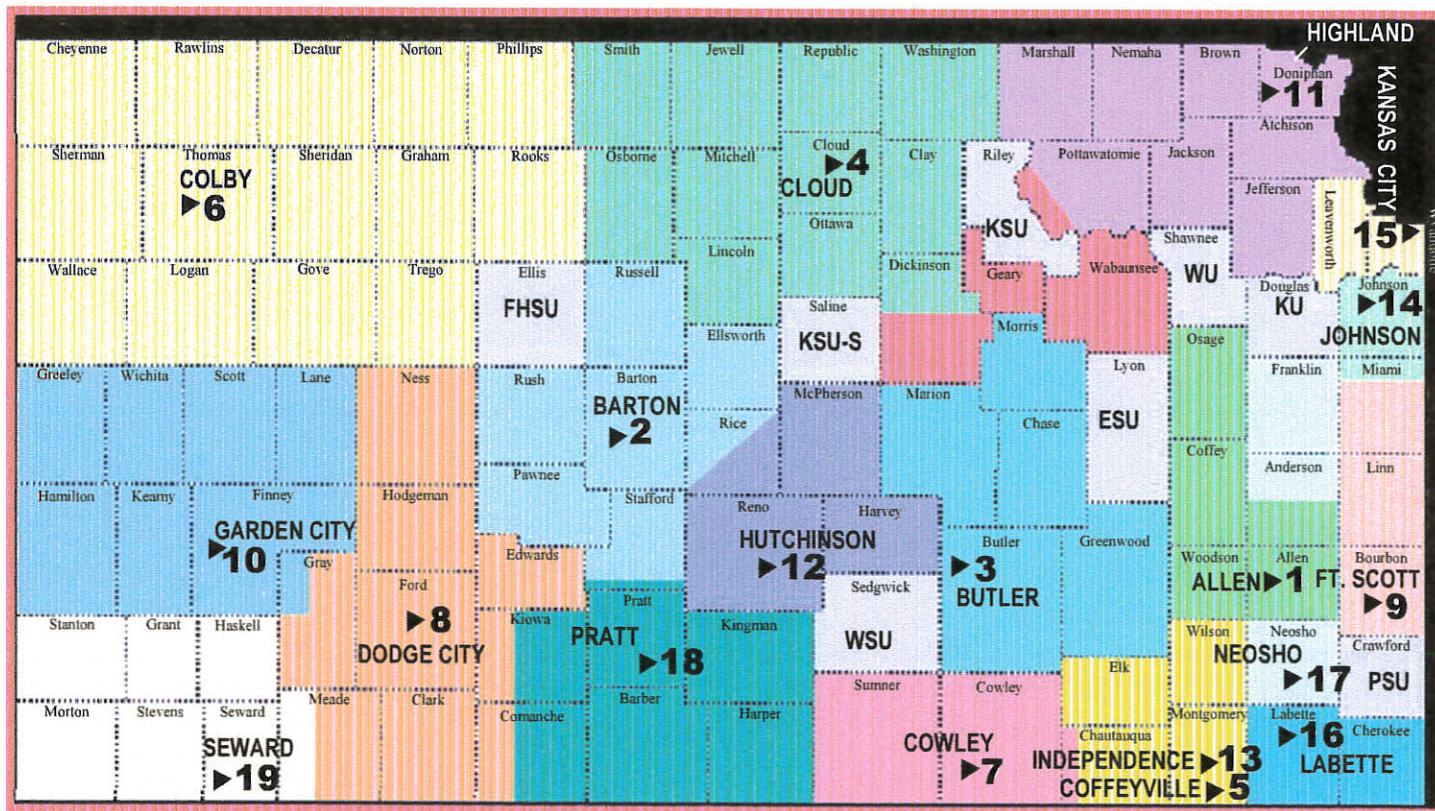 HIGHLAND
Cheyenne Rawlins Decatur Norton Phillips Smith Jewell Republic Washington Marshall Nemaha Brown Doniphan
▶11
KANSAS CITY
Atchison
Sherman Thomas Sheridan Graham Rooks Osborne Mitchell Cloud Clay Riley Pottawatomie Jackson
COLBY
▶6
▶4
CLOUD
Jefferson Leavenworth
Ottawa
KSU
Shawnee
WU
15▶
Lincoln
Wallace Logan Gove Trego Ellis Russell Dickinson Geary Wabaunsee
FHSU
Saline
KSU-S
Douglas
KU
Johnson
▶14
JOHNSON
Ellsworth
Morris
Osage
Greeley Wichita Scott Lane Ness Rush Barton
BARTON
▶2
McPherson Marion Lyon Franklin Miami
ESU
Rice
Chase
Pawnee
Coffey
Anderson Linn
Hamilton Kearny Finney Hodgeman Stafford Reno Harvey
GARDEN CITY
▶10
HUTCHINSON
▶12
Butler
▶3
BUTLER
Greenwood
Gray
Edwards
Woodson Allen Bourbon
ALLEN▶1
FT. SCOTT
▶9
Ford
▶8
DODGE CITY
Sedgwick
WSU
Stanton Grant Haskell Kiowa Pratt Kingman
PRATT
▶18
Wilson Neosho Crawford
NEOSHO
▶17
PSU
Elk
Morton Stevens Seward Meade Clark Comanche Barber Harper Sumner Cowley
SEWARD
▶19
COWLEY
▶7
Chautauqua Montgomery Labette Cherokee
▶16
LABETTE
INDEPENDENCE▶13
COFFEYVILLE▶5